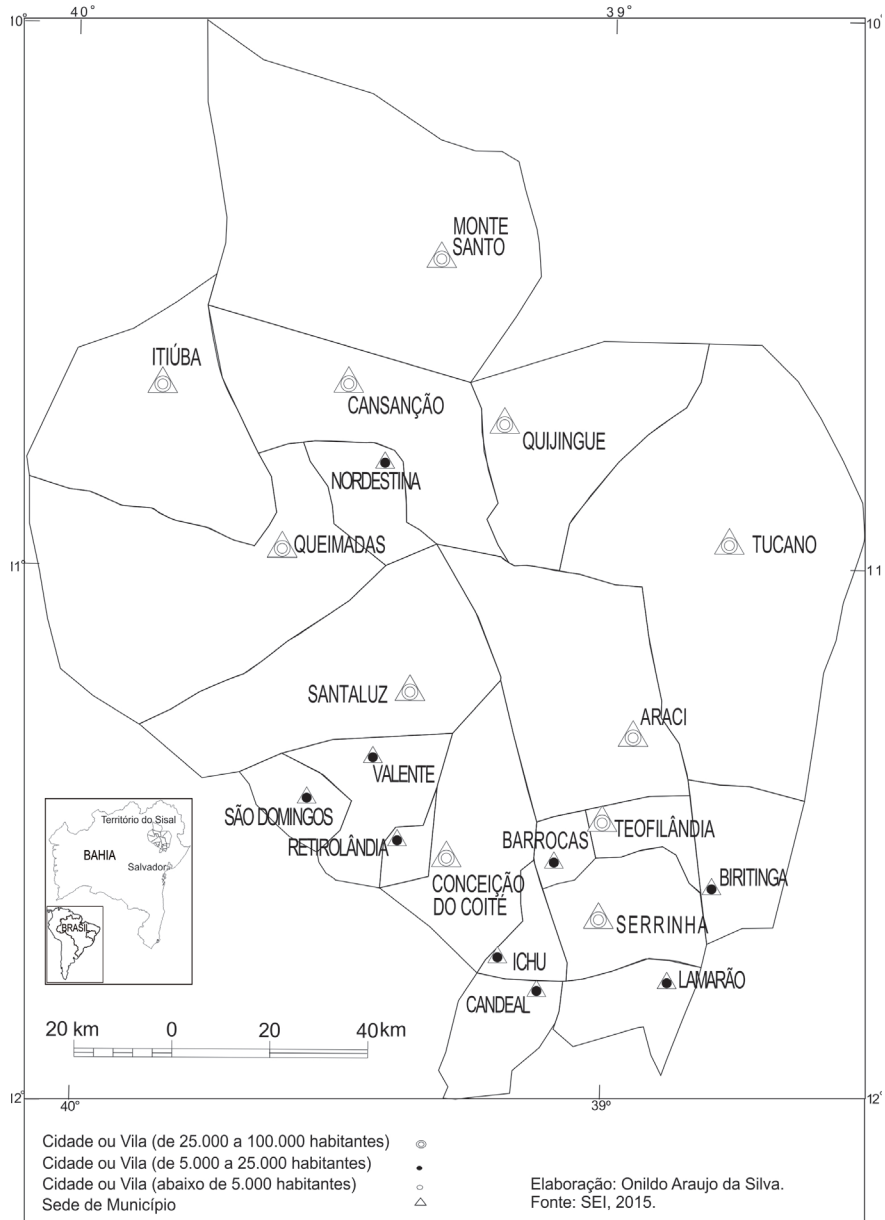 40° 39°
10° 10°
MONTE
SANTO
ITIÚBA
CANSANÇÃO
QUIJINGUE
NORDESTINA
QUEIMADAS
TUCANO
11° 11
SANTALUZ
ARACI
VALENTE
SÃO DOMINGOS
RETIROLÂNDIA
BARROCAS
TEOFILÂNDIA
CONCEIÇÃO
DO COITÉ
BIRITINGA
SERRINHA
ICHU
LAMARÃO
CANDEAL
Território do Sisal
BAHIA
Salvador
BRASIL
20 km 0 20 40km
12° 12°
40° 39°
Cidade ou Vila (de 25.000 a 100.000 habitantes)
Cidade ou Vila (de 5.000 a 25.000 habitantes)
Cidade ou Vila (abaixo de 5.000 habitantes)
Sede de Município
Elaboração: Onildo Araujo da Silva.
Fonte: SEI, 2015.